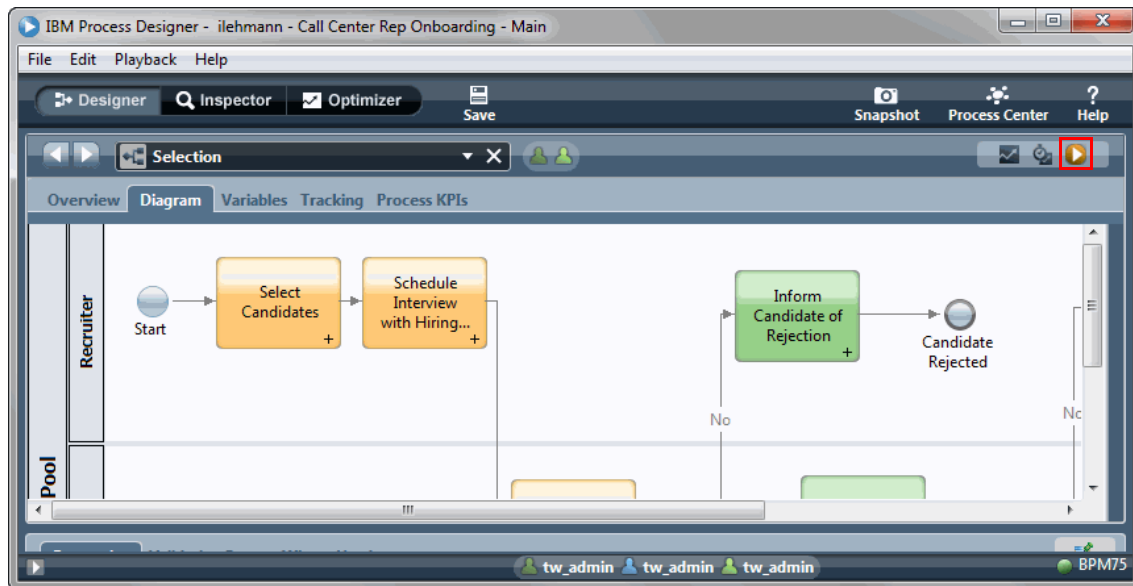 IBM Process Designer - ilehmann - Call Center Rep Onboarding - Main
File Edit Playback Help
Designer Inspector Optimizer Save Snapshot Process Center Help
Selection
Overview Diagram Variables Tracking Process KPIs
Pool
Recruiter
Start
Select
Candidates
Schedule
Interview
with Hiring...
Inform
Candidate of
Rejection
Candidate
Rejected
No
No
tw_admin tw_admin tw_admin BPM75